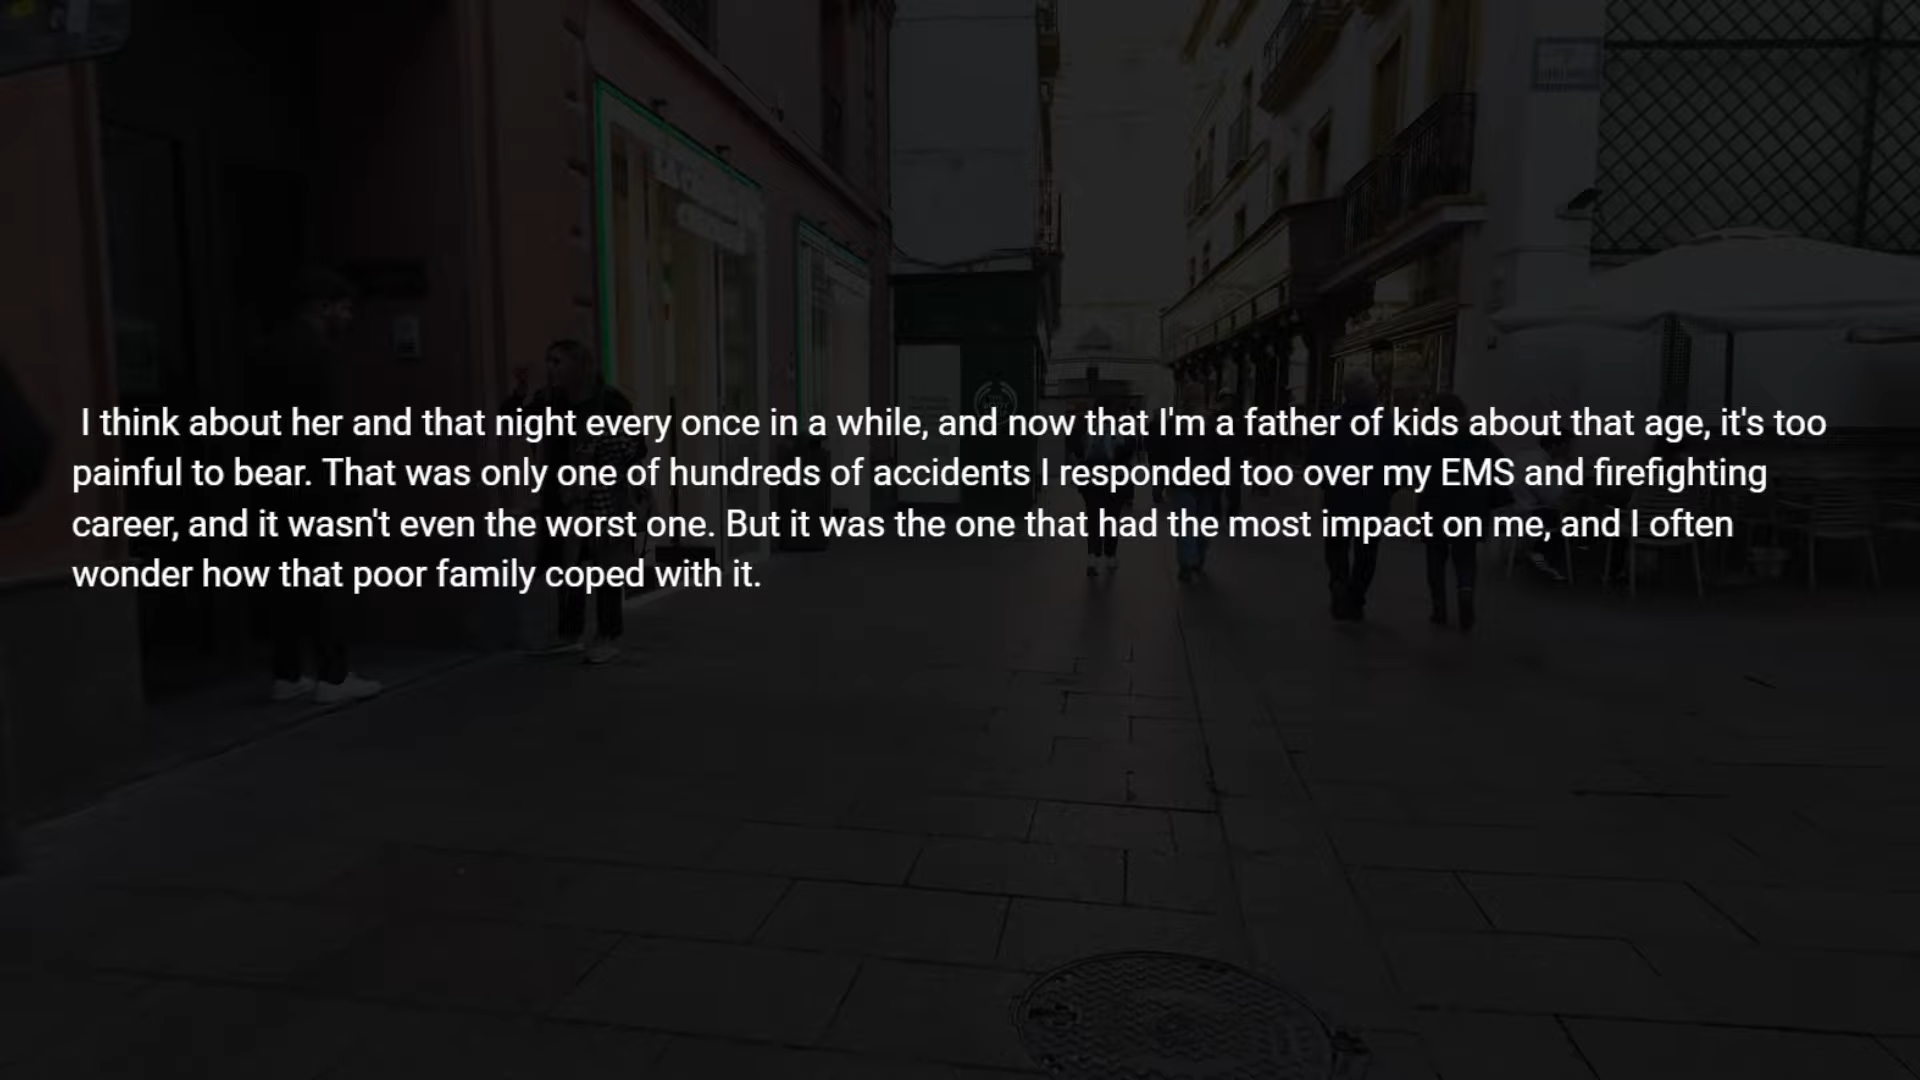 I think about her and that night every once in a while, and now that I'm a father of kids about that age, it's too
painful to bear. That was only one of hundreds of accidents I responded too over my EMS and firefighting
career, and it wasn't even the worst one. But it was the one that had the most impact on me, and I often
wonder how that poor family coped with it.